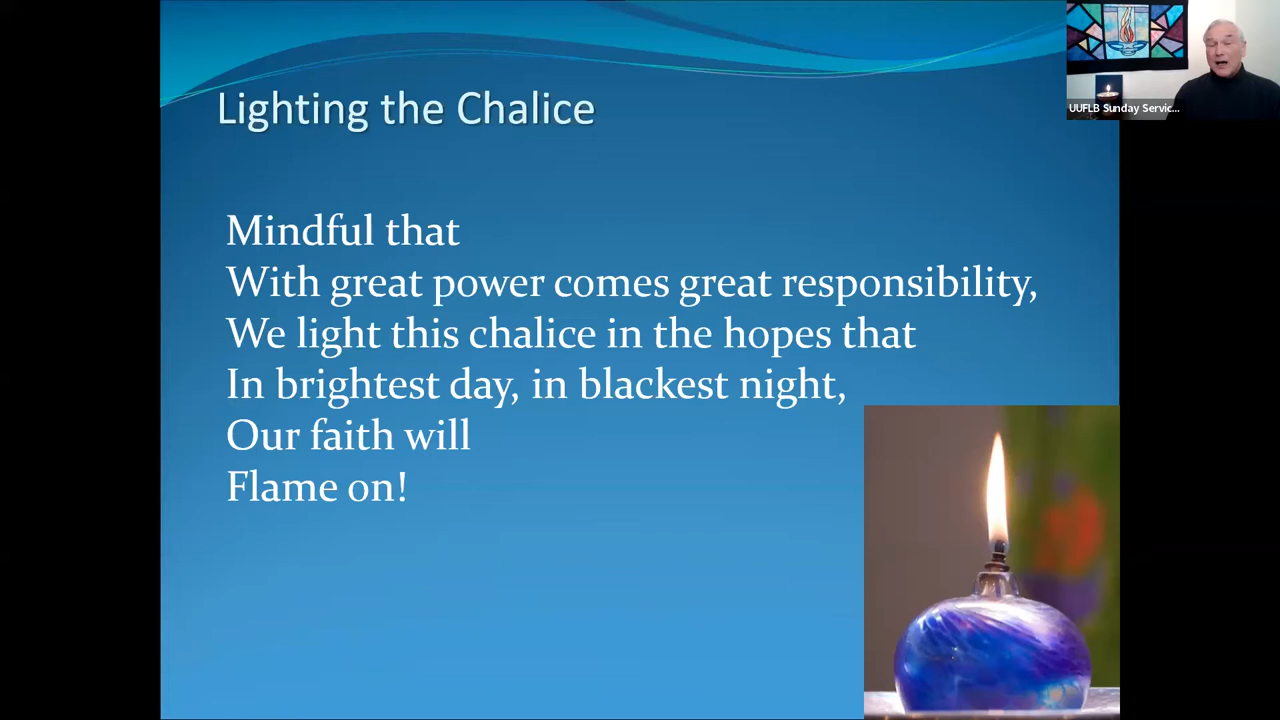 Lighting the Chalice
Mindful that
With great power comes great responsibility,
We light this chalice in the hopes that
In brightest day, in blackest night,
Our faith will
Flame on!
UUFLB Sunday Servic...